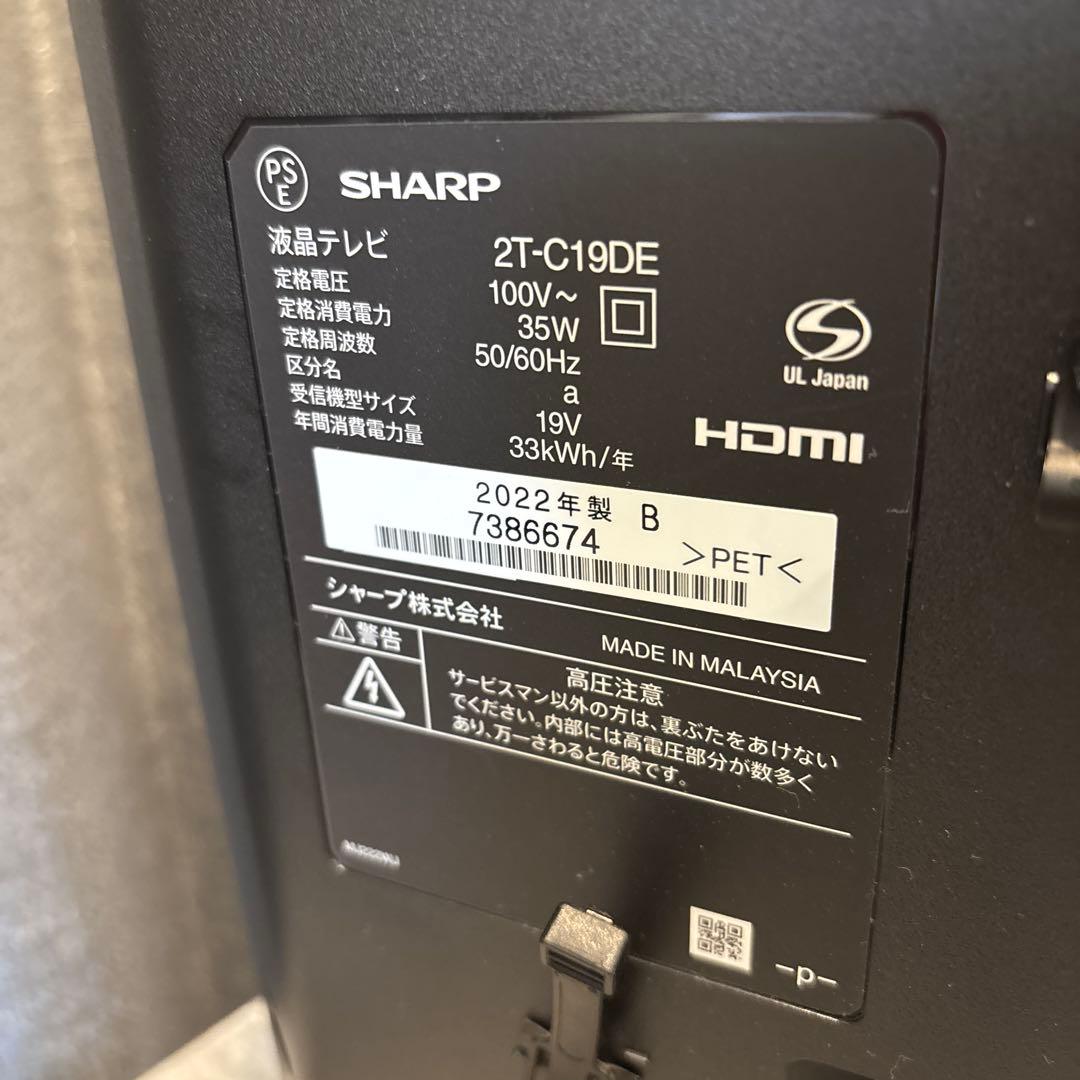 PS
E
SHARP
液晶テレビ 2T-C19DE
定格電圧 100V～
定格消費電力 35W
定格周波数 50/60Hz
区分名 a
受信機型サイズ 19V
年間消費電力量 33kWh/年
UL Japan
HDMI
2022年製 B
7386674
>PET<
シャープ株式会社
MADE IN MALAYSIA
警告
高圧注意
サービスマン以外の方は、裏ぶたをあけない
でください。内部には高電圧部分が数多く
あり、万一さわると危険です。
-p-